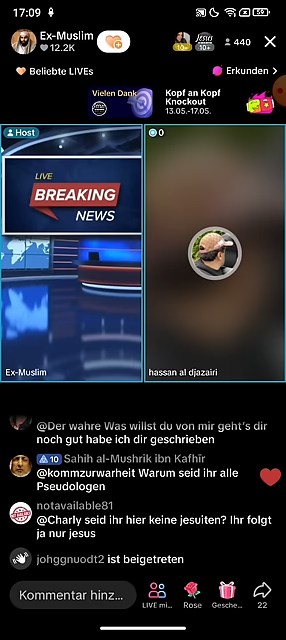 17:09
59
Ex-Muslim
12.2K
10+
JESUS
10+
440
Beliebte LIVEs
Erkunden
Vielen Dank
Kopf an Kopf
Knockout
13.05.-17.05.
Host
0
LIVE
BREAKING
NEWS
Ex-Muslim
hassan al djazairi
@Der wahre Was willst du von mir geht's dir
noch gut habe ich dir geschrieben
10 Sahih al-Mushrik ibn Kafhīr
@kommzurwarheit Warum seid ihr alle
Pseudologen
notavailable81
@Charly seid ihr hier keine jesuiten? Ihr folgt
ja nur jesus
johggnuodt2 ist beigetreten
Kommentar hinz...
LIVE mi...
Rose
Gesche...
22